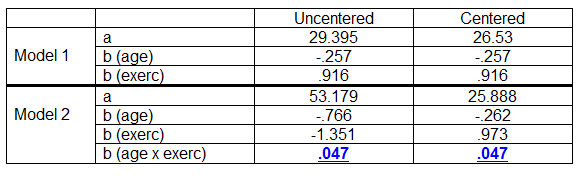 Uncentered Centered
Model 1 a 29.395 26.53
b (age) -.257 -.257
b (exerc) .916 .916
Model 2 a 53.179 25.888
b (age) -.766 -.262
b (exerc) -1.351 .973
b (age x exerc) .047 .047